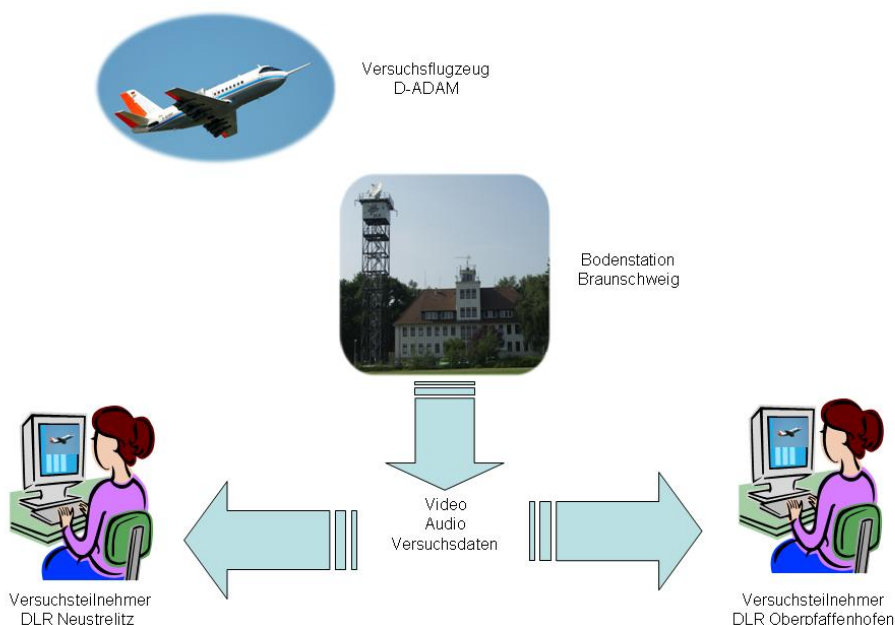 Versuchsflugzeug
D-ADAM
Bodenstation
Braunschweig
Video
Audio
Versuchsdaten
Versuchsteilnehmer
DLR Neustrelitz
Versuchsteilnehmer
DLR Oberpfaffenhofen